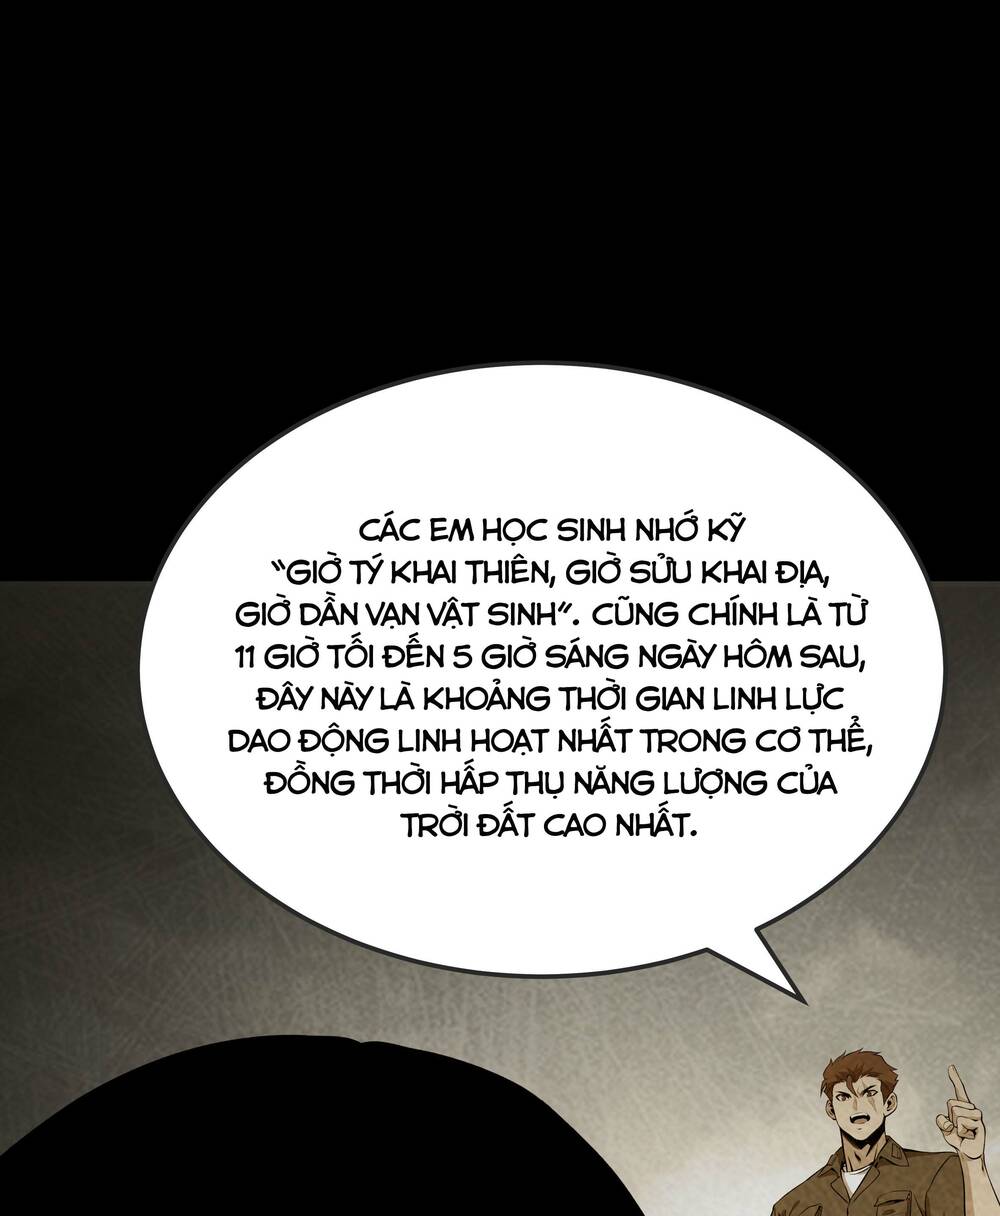 CÁC EM HỌC SINH NHỚ KỸ
"GIỜ TÝ KHAI THIÊN, GIỜ SỬU KHAI ĐỊA,
GIỜ DẦN VẠN VẬT SINH". CŨNG CHÍNH LÀ TỪ
11 GIỜ TỐI ĐẾN 5 GIỜ SÁNG NGÀY HÔM SAU,
ĐÂY NÀY LÀ KHOẢNG THỜI GIAN LINH LỰC
DAO ĐỘNG LINH HOẠT NHẤT TRONG CƠ THỂ,
ĐỒNG THỜI HẤP THỤ NĂNG LƯỢNG CỦA
TRỜI ĐẤT CAO NHẤT.